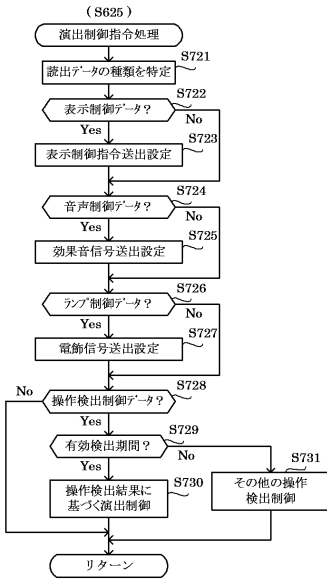 (S625)
演出制御指令処理
S721
読出データの種類を特定
S722
表示制御データ?
No
Yes
S723
表示制御指令送出設定
S724
音声制御データ?
No
Yes
S725
効果音信号送出設定
S726
ランプ制御データ?
No
Yes
S727
電飾信号送出設定
S728
No
操作検出制御データ?
Yes
S729
有効検出期間?
No
Yes
S730
S731
操作検出結果に
基づく演出制御
その他の操作
検出制御
リターン